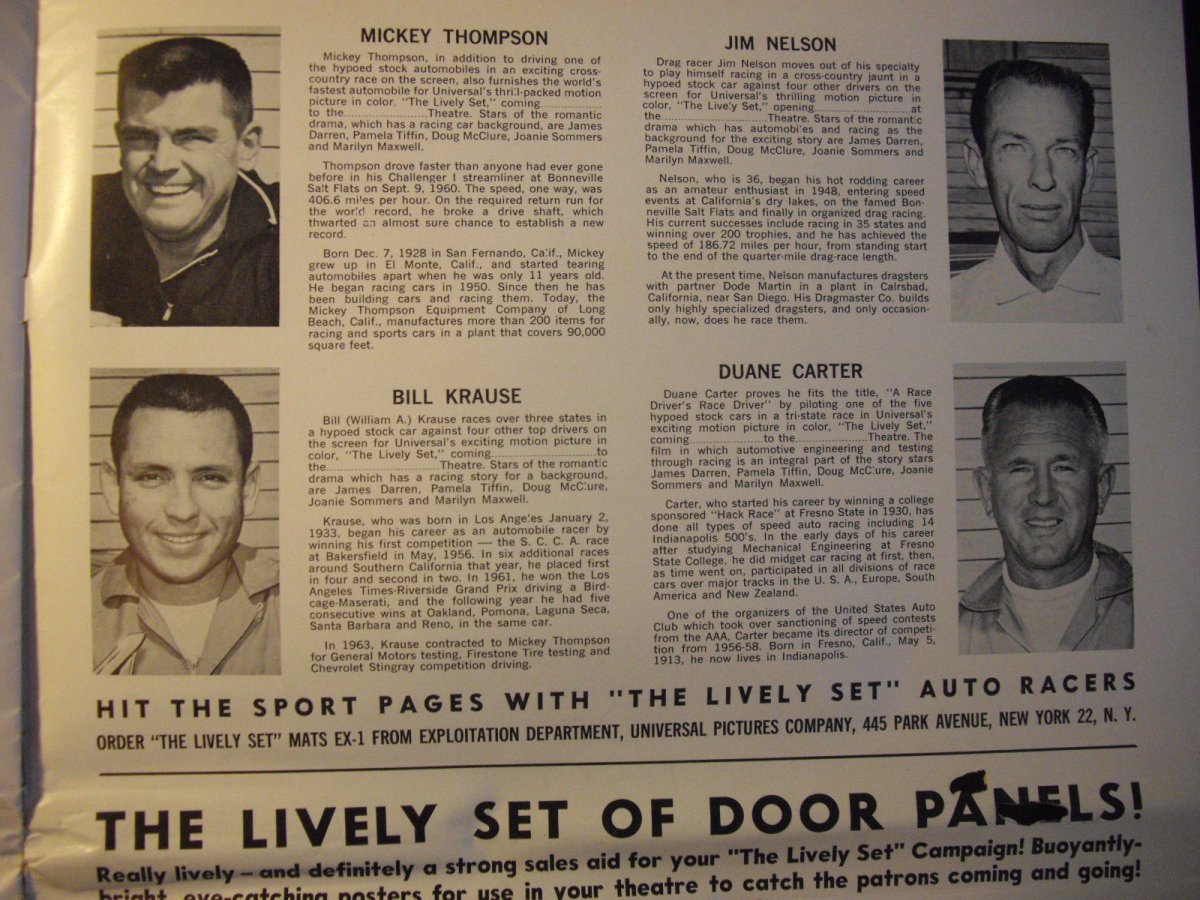 MICKEY THOMPSON
Mickey Thompson, in addition to driving one of
the hypoed stock automobiles in an exciting cross-
country race on the screen, also furnishes the world's
fastest automobile for Universal's thrill-packed motion
picture in color, "The Lively Set," coming....................
to the..........................Theatre. Stars of the romantic
drama, which has a racing car background, are James
Darren, Pamela Tiffin, Doug McClure, Joanie Sommers
and Marilyn Maxwell.
Thompson drove faster than anyone had ever gone
before in his Challenger I streamliner at Bonneville
Salt Flats on Sept. 9, 1960. The speed, one way, was
406.6 miles per hour. On the required return run for
the world record, he broke a drive shaft, which
thwarted an almost sure chance to establish a new
record.
Born Dec. 7, 1928 in San Fernando, Calif., Mickey
grew up in El Monte, Calif., and started tearing
automobiles apart when he was only 11 years old.
He began racing cars in 1950. Since then he has
been building cars and racing them. Today, the
Mickey Thompson Equipment Company of Long
Beach, Calif., manufactures more than 200 items for
racing and sports cars in a plant that covers 90,000
square feet.
JIM NELSON
Drag racer Jim Nelson moves out of his specialty
to play himself racing in a cross-country jaunt in a
hypoed stock car against four other drivers on the
screen for Universal's thrilling motion picture in
color, "The Lively Set," opening..........................at
the................................Theatre. Stars of the romantic
drama which has automobiles and racing as the
background for the exciting story are James Darren,
Pamela Tiffin, Doug McClure, Joanie Sommers and
Marilyn Maxwell.
Nelson, who is 36, began his hot rodding career
as an amateur enthusiast in 1948, entering speed
events at California's dry lakes, on the famed Bon-
neville Salt Flats and finally in organized drag racing.
His current successes include racing in 35 states and
winning over 200 trophies, and he has achieved the
speed of 186.72 miles per hour, from standing start
to the end of the quarter-mile drag-race length.
At the present time, Nelson manufactures dragsters
with partner Dode Martin in a plant in Calrsbad,
California, near San Diego. His Dragmaster Co. builds
only highly specialized dragsters, and only occasion-
ally, now, does he race them.
BILL KRAUSE
Bill (William A.) Krause races over three states in
a hypoed stock car against four other top drivers on
the screen for Universal's exciting motion picture in
color, "The Lively Set," coming..............................to
the................................Theatre. Stars of the romantic
drama which has a racing story for a background,
are James Darren, Pamela Tiffin, Doug McClure,
Joanie Sommers and Marilyn Maxwell.
Krause, who was born in Los Angeles January 2,
1933, began his career as an automobile racer by
winning his first competition — the S. C. C. A. race
at Bakersfield in May, 1956. In six additional races
around Southern California that year, he placed first
in four and second in two. In 1961, he won the Los
Angeles Times-Riverside Grand Prix driving a Bird-
cage-Maserati, and the following year he had five
consecutive wins at Oakland, Pomona, Laguna Seca,
Santa Barbara and Reno, in the same car.
In 1963, Krause contracted to Mickey Thompson
for General Motors testing, Firestone Tire testing and
Chevrolet Stingray competition driving.
DUANE CARTER
Duane Carter proves he fits the title, "A Race
Driver's Race Driver" by piloting one of the five
hypoed stock cars in a tri-state race in Universal's
exciting motion picture in color, "The Lively Set,"
coming......................to the......................Theatre. The
film in which automotive engineering and testing
through racing is an integral part of the story stars
James Darren, Pamela Tiffin, Doug McClure, Joanie
Sommers and Marilyn Maxwell.
Carter, who started his career by winning a college
sponsored "Hack Race" at Fresno State in 1930, has
done all types of speed auto racing including 14
Indianapolis 500's. In the early days of his career
after studying Mechanical Engineering at Fresno
State College, he did midget car racing at first, then,
as time went on, participated in all divisions of race
cars over major tracks in the U. S. A., Europe, South
America and New Zealand.
One of the organizers of the United States Auto
Club which took over sanctioning of speed contests
from the AAA, Carter became its director of competi-
tion from 1956-58. Born in Fresno, Calif., May 5,
1913, he now lives in Indianapolis.
HIT THE SPORT PAGES WITH "THE LIVELY SET" AUTO RACERS
ORDER "THE LIVELY SET" MATS EX-1 FROM EXPLOITATION DEPARTMENT, UNIVERSAL PICTURES COMPANY, 445 PARK AVENUE, NEW YORK 22, N. Y.
THE LIVELY SET OF DOOR PANELS!
Really lively – and definitely a strong sales aid for your "The Lively Set" Campaign! Buoyantly-
bright, eye-catching posters for use in your theatre to catch the patrons coming and going!